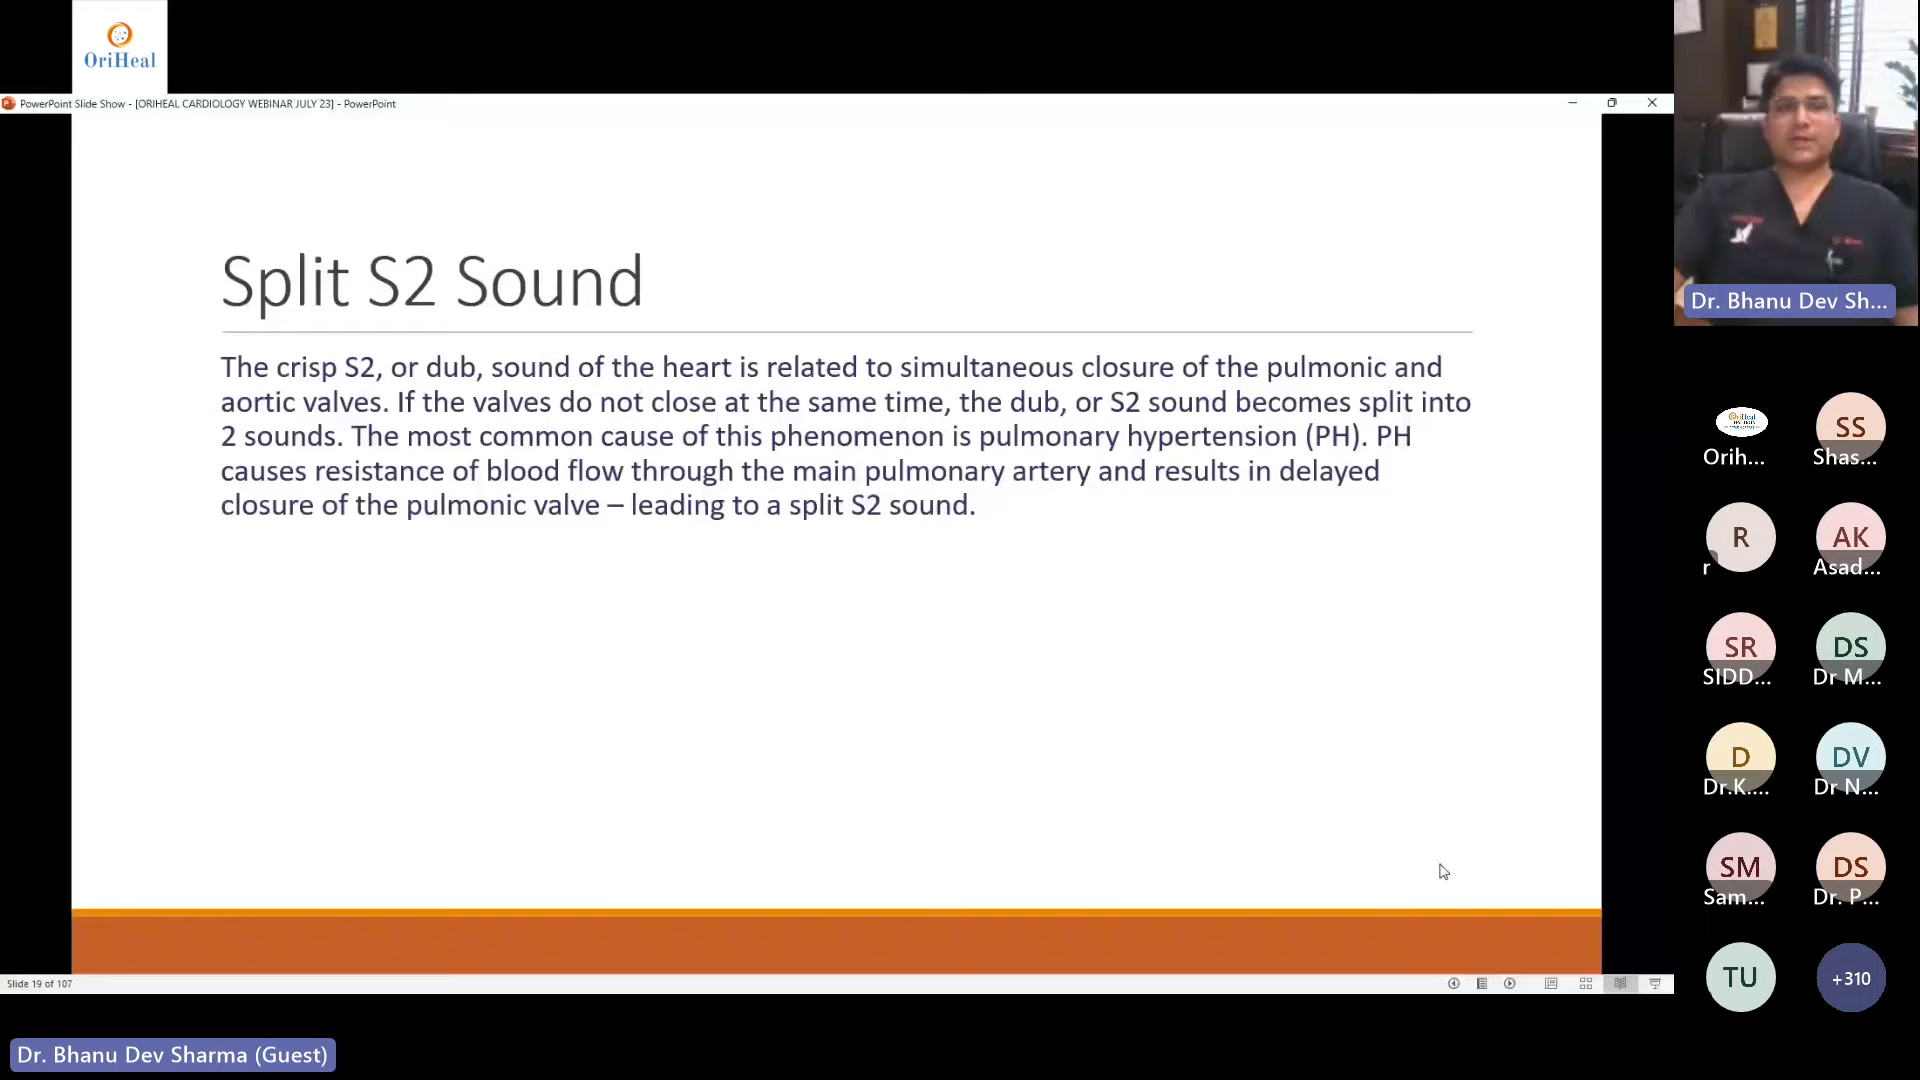 OriHeal
PowerPoint Slide Show - [ORIHEAL CARDIOLOGY WEBINAR JULY 23] - PowerPoint
Split S2 Sound
The crisp S2, or dub, sound of the heart is related to simultaneous closure of the pulmonic and
aortic valves. If the valves do not close at the same time, the dub, or S2 sound becomes split into
2 sounds. The most common cause of this phenomenon is pulmonary hypertension (PH). PH
causes resistance of blood flow through the main pulmonary artery and results in delayed
closure of the pulmonic valve – leading to a split S2 sound.
Slide 19 of 107
Dr. Bhanu Dev Sharma (Guest)
Dr. Bhanu Dev Sh...
Orih...
SS
Shas...
R
r
AK
Asad...
SR
SIDD...
DS
Dr M...
D
Dr.K....
DV
Dr N...
SM
Sam...
DS
Dr. P...
TU
+310